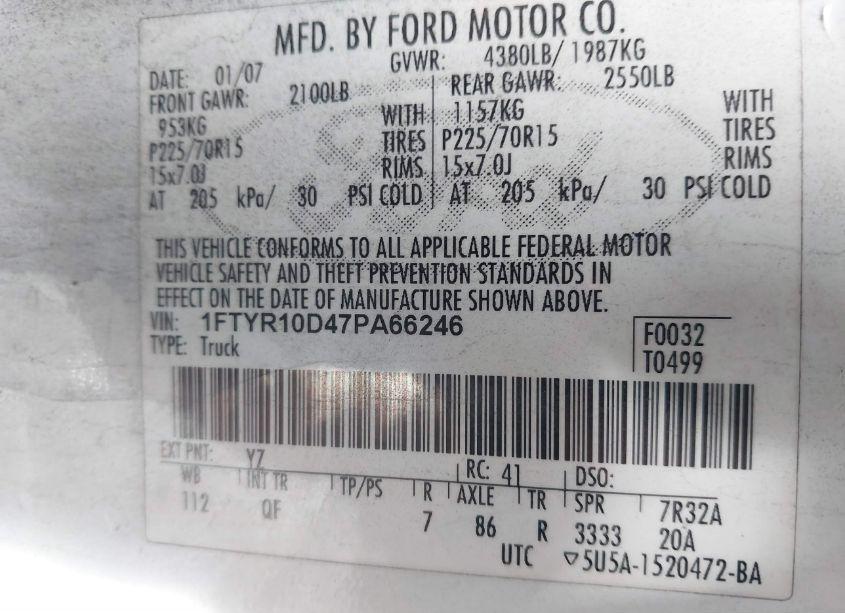 MFD. BY FORD MOTOR CO.
DATE: 01/07 GVWR: 4380LB/ 1987KG
FRONT GAWR: 2100LB REAR GAWR: 2550LB
953KG WITH 1157KG WITH
P225/70R15 TIRES P225/70R15 TIRES
15x7.0J RIMS 15x7.0J RIMS
AT 205 kPa/ 30 PSI COLD AT 205 kPa/ 30 PSI COLD
THIS VEHICLE CONFORMS TO ALL APPLICABLE FEDERAL MOTOR
VEHICLE SAFETY AND THEFT PREVENTION STANDARDS IN
EFFECT ON THE DATE OF MANUFACTURE SHOWN ABOVE.
VIN: 1FTYR10D47PA66246 F0032
TYPE: Truck T0499
EXT PNT: YZ RC: 41 DSO:
WB INT TR TP/PS R AXLE TR SPR 7R32A
112 QF 7 86 R 3333 20A
UTC ▽5U5A-1520472-BA